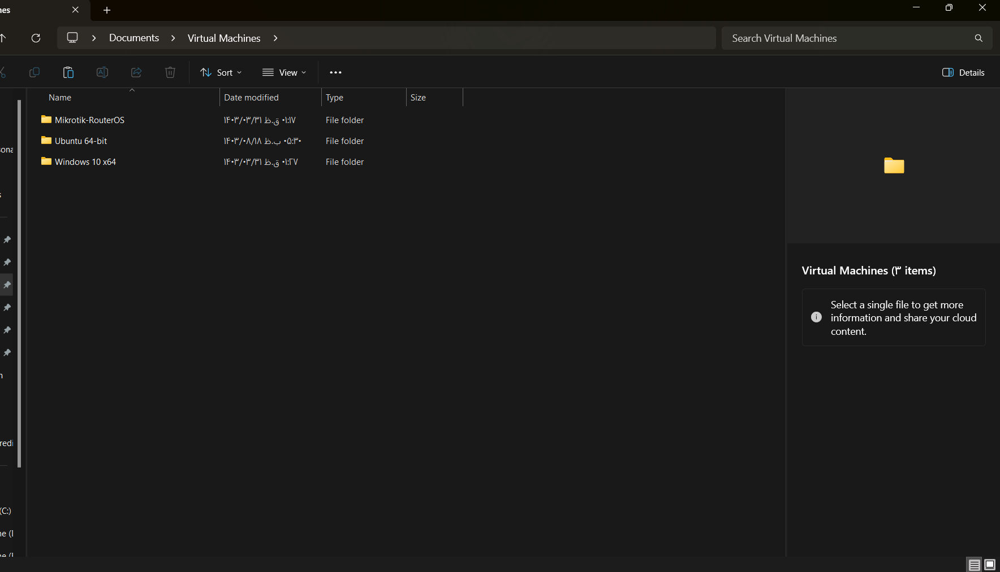 Documents > Virtual Machines >
Search Virtual Machines
Sort
View
Details
Name
Date modified
Type
Size
Mikrotik-RouterOS ۱۴۰۳/۰۳/۳۱ ق.ظ ۰۱:۱۷ File folder
Ubuntu 64-bit ۱۴۰۳/۰۸/۱۸ ب.ظ ۰۵:۳۰ File folder
Windows 10 x64 ۱۴۰۳/۰۳/۳۱ ق.ظ ۰۱:۲۷ File folder
Virtual Machines (۳ items)
Select a single file to get more
information and share your cloud
content.
(C:)